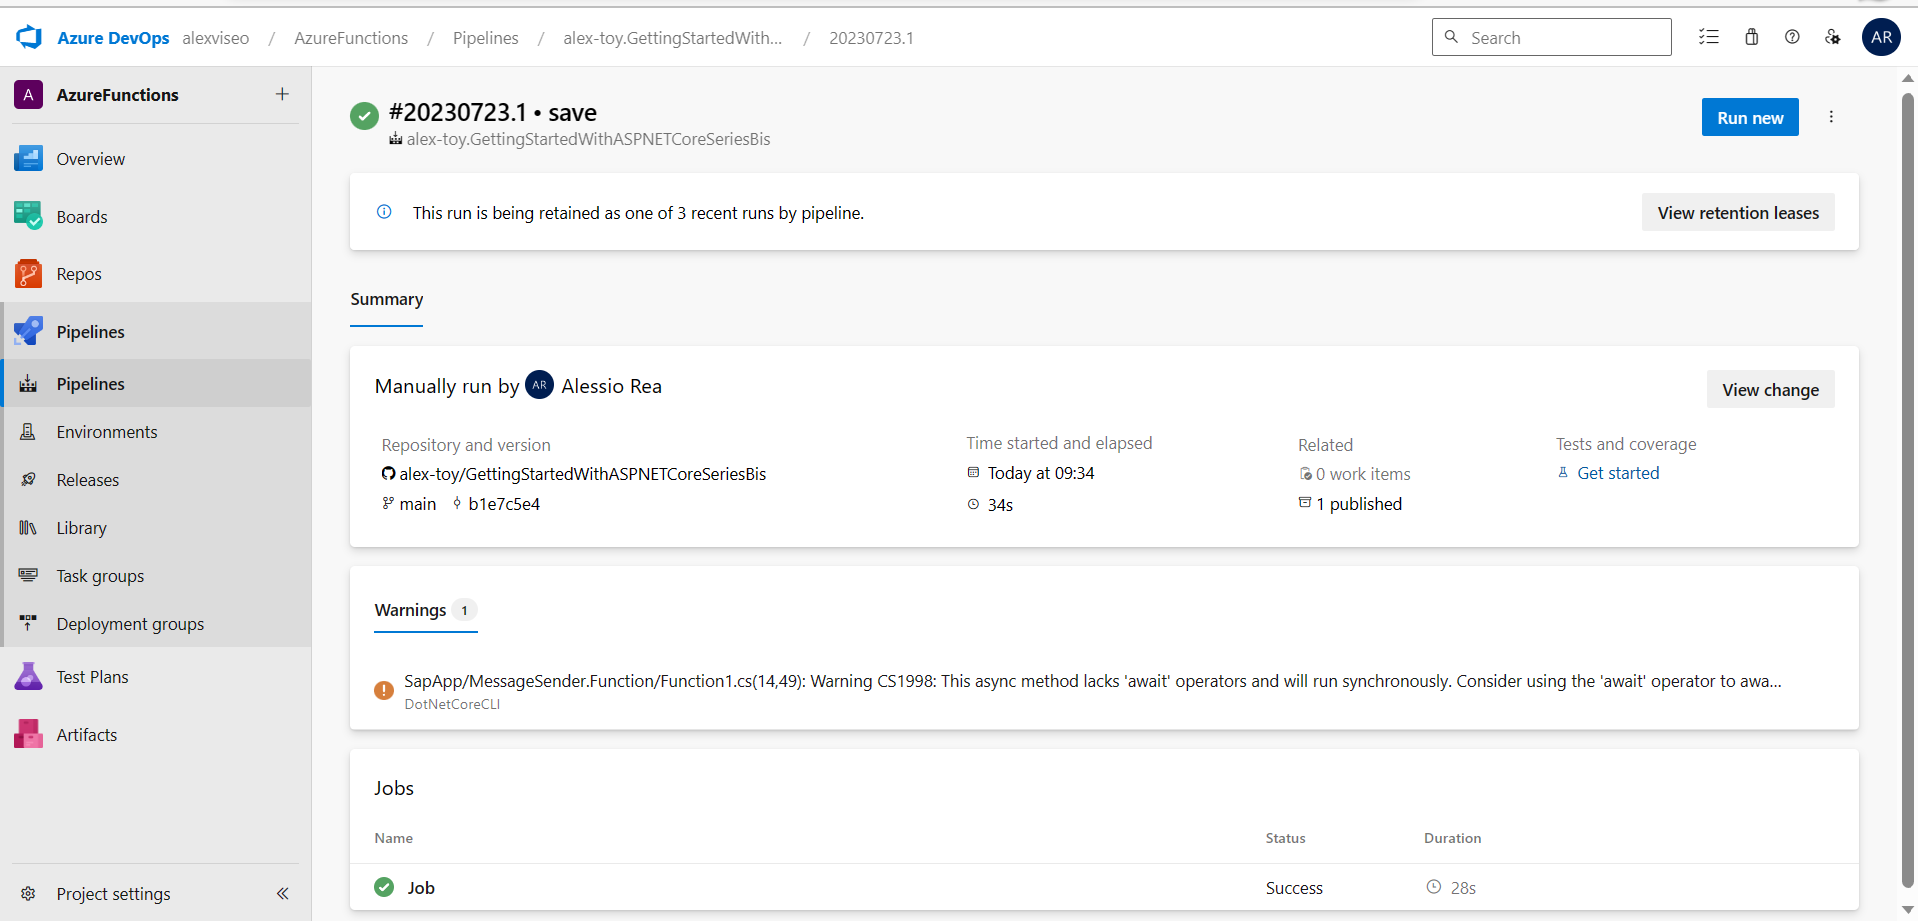 Azure DevOps alexviseo / AzureFunctions / Pipelines / alex-toy.GettingStartedWith... / 20230723.1
Search
AR
A AzureFunctions
Overview
Boards
Repos
Pipelines
Pipelines
Environments
Releases
Library
Task groups
Deployment groups
Test Plans
Artifacts
Project settings
#20230723.1 • save
alex-toy.GettingStartedWithASPNETCoreSeriesBis
Run new
This run is being retained as one of 3 recent runs by pipeline.
View retention leases
Summary
Manually run by AR Alessio Rea
View change
Repository and version
alex-toy/GettingStartedWithASPNETCoreSeriesBis
main b1e7c5e4
Time started and elapsed
Today at 09:34
34s
Related
0 work items
1 published
Tests and coverage
Get started
Warnings 1
SapApp/MessageSender.Function/Function1.cs(14,49): Warning CS1998: This async method lacks 'await' operators and will run synchronously. Consider using the 'await' operator to awa...
DotNetCoreCLI
Jobs
Name Status Duration
Job Success 28s